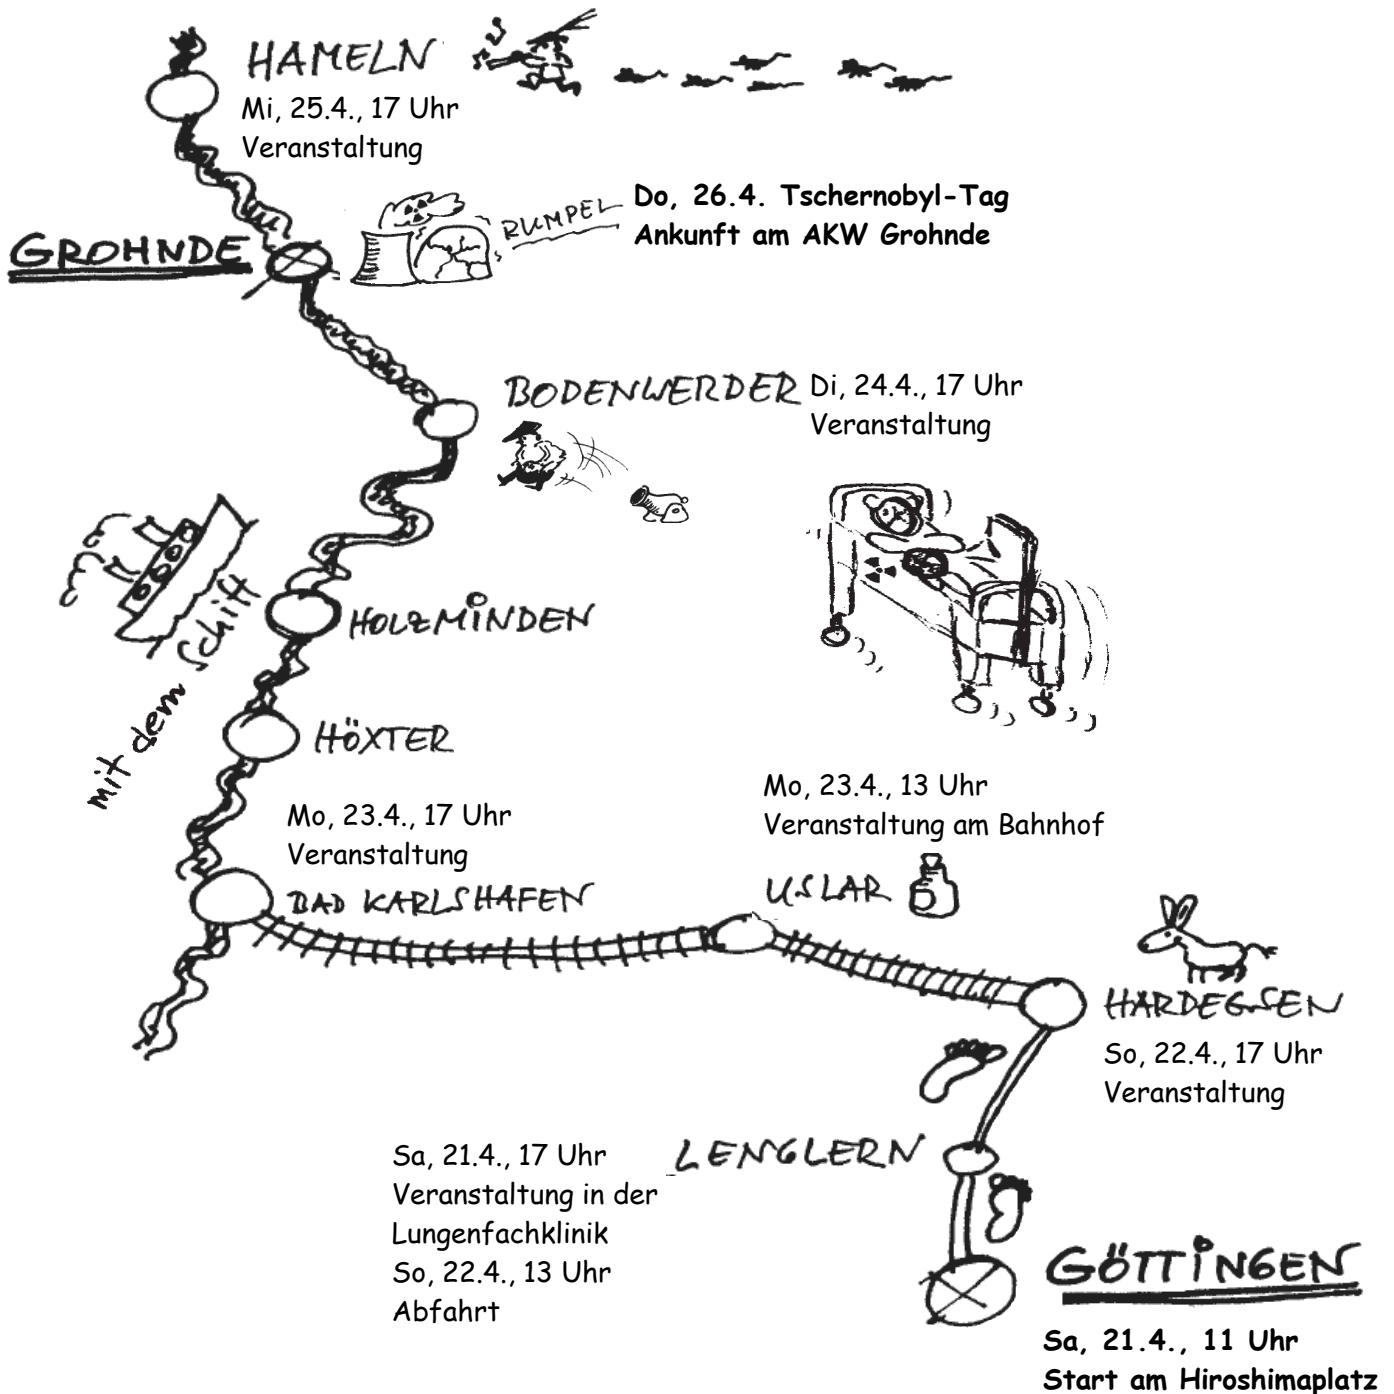 HAMELN
Mi, 25.4., 17 Uhr
Veranstaltung
Do, 26.4. Tschernobyl-Tag
Ankunft am AKW Grohnde
RUMPEL
GROHNDE
BODENWERDER
Di, 24.4., 17 Uhr
Veranstaltung
mit dem Schiff
HOLZMINDEN
HÖXTER
Mo, 23.4., 17 Uhr
Veranstaltung
BAD KARLSHAFEN
Mo, 23.4., 13 Uhr
Veranstaltung am Bahnhof
USLAR
HARDEGSEN
So, 22.4., 17 Uhr
Veranstaltung
LENGLERN
Sa, 21.4., 17 Uhr
Veranstaltung in der
Lungenfachklinik
So, 22.4., 13 Uhr
Abfahrt
GÖTTINGEN
Sa, 21.4., 11 Uhr
Start am Hiroshimaplatz